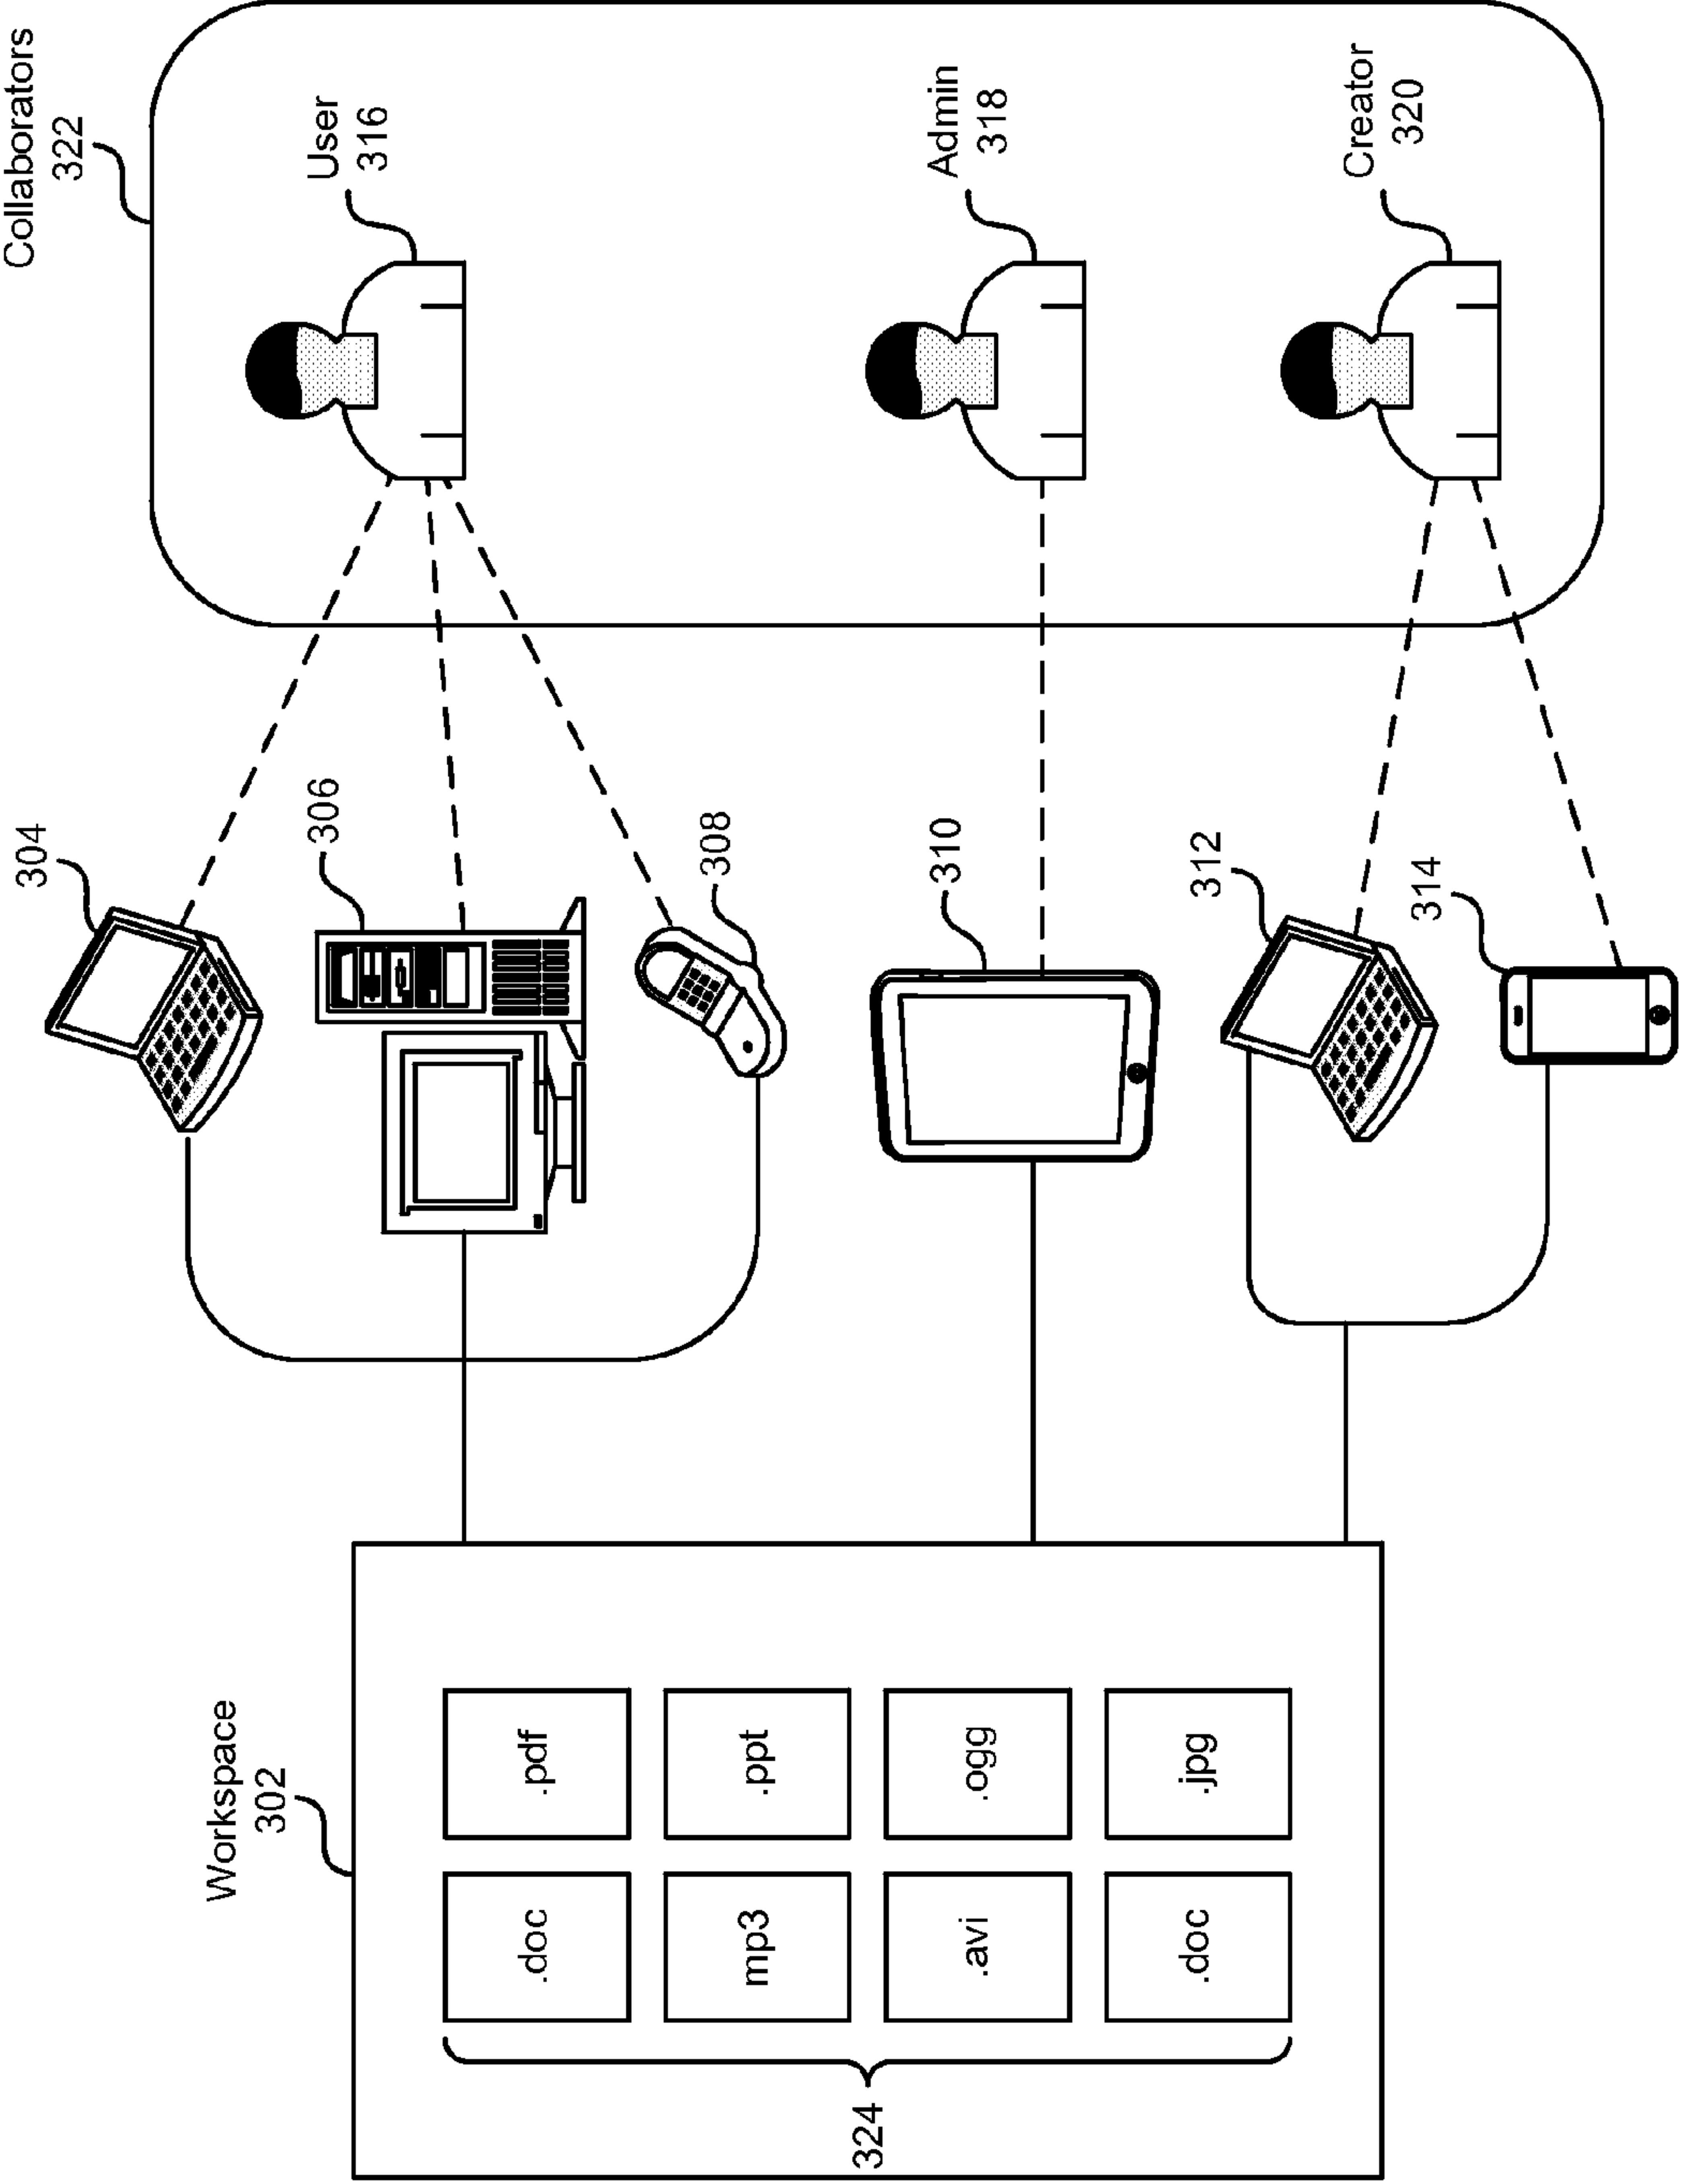 Workspace
302
.doc
.pdf
mp3
.ppt
.avi
.ogg
.doc
.jpg
324
304
306
308
310
312
314
Collaborators
322
User
316
Admin
318
Creator
320